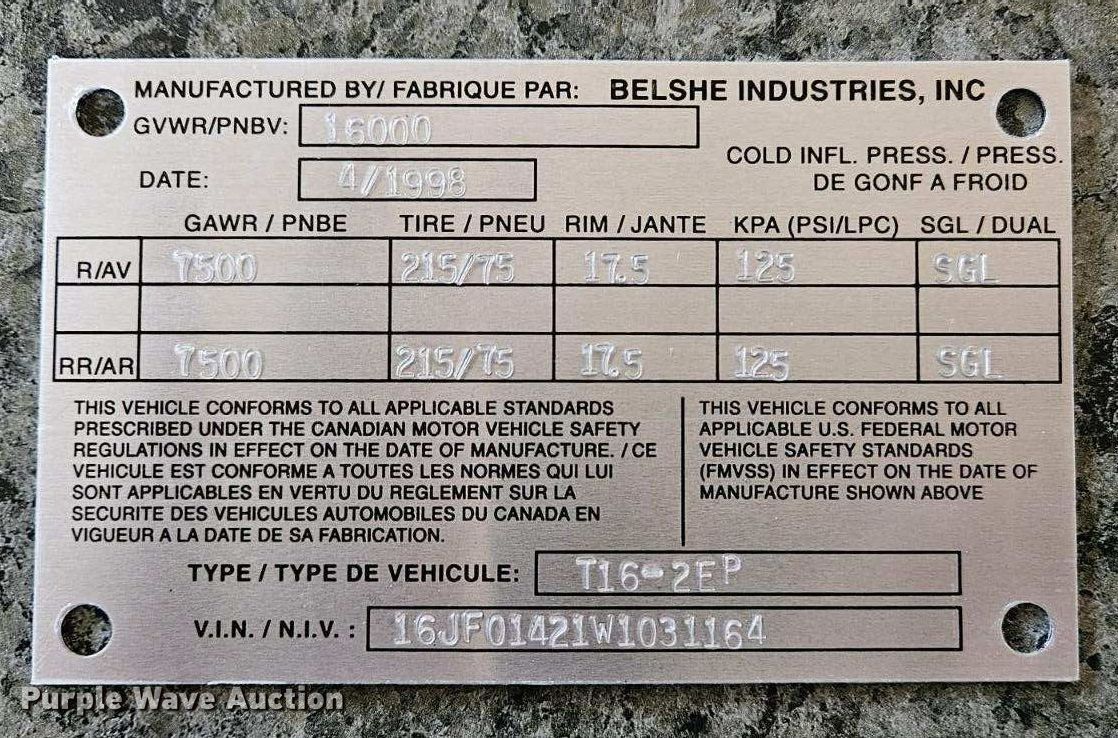 MANUFACTURED BY/ FABRIQUE PAR: BELSHE INDUSTRIES, INC
GVWR/PNBV: 16000
COLD INFL. PRESS. / PRESS.
DE GONF A FROID
DATE: 4/1998
GAWR / PNBE TIRE / PNEU RIM / JANTE KPA (PSI/LPC) SGL / DUAL
R/AV 7500 215/75 17.5 125 SGL
RR/AR 7500 215/75 17.5 125 SGL
THIS VEHICLE CONFORMS TO ALL APPLICABLE STANDARDS
PRESCRIBED UNDER THE CANADIAN MOTOR VEHICLE SAFETY
REGULATIONS IN EFFECT ON THE DATE OF MANUFACTURE. / CE
VEHICULE EST CONFORME A TOUTES LES NORMES QUI LUI
SONT APPLICABLES EN VERTU DU REGLEMENT SUR LA
SECURITE DES VEHICULES AUTOMOBILES DU CANADA EN
VIGUEUR A LA DATE DE SA FABRICATION.
THIS VEHICLE CONFORMS TO ALL
APPLICABLE U.S. FEDERAL MOTOR
VEHICLE SAFETY STANDARDS
(FMVSS) IN EFFECT ON THE DATE OF
MANUFACTURE SHOWN ABOVE
TYPE / TYPE DE VEHICULE: T16-2EP
V.I.N. / N.I.V. : 16JF01421W1031164
Purple Wave Auction